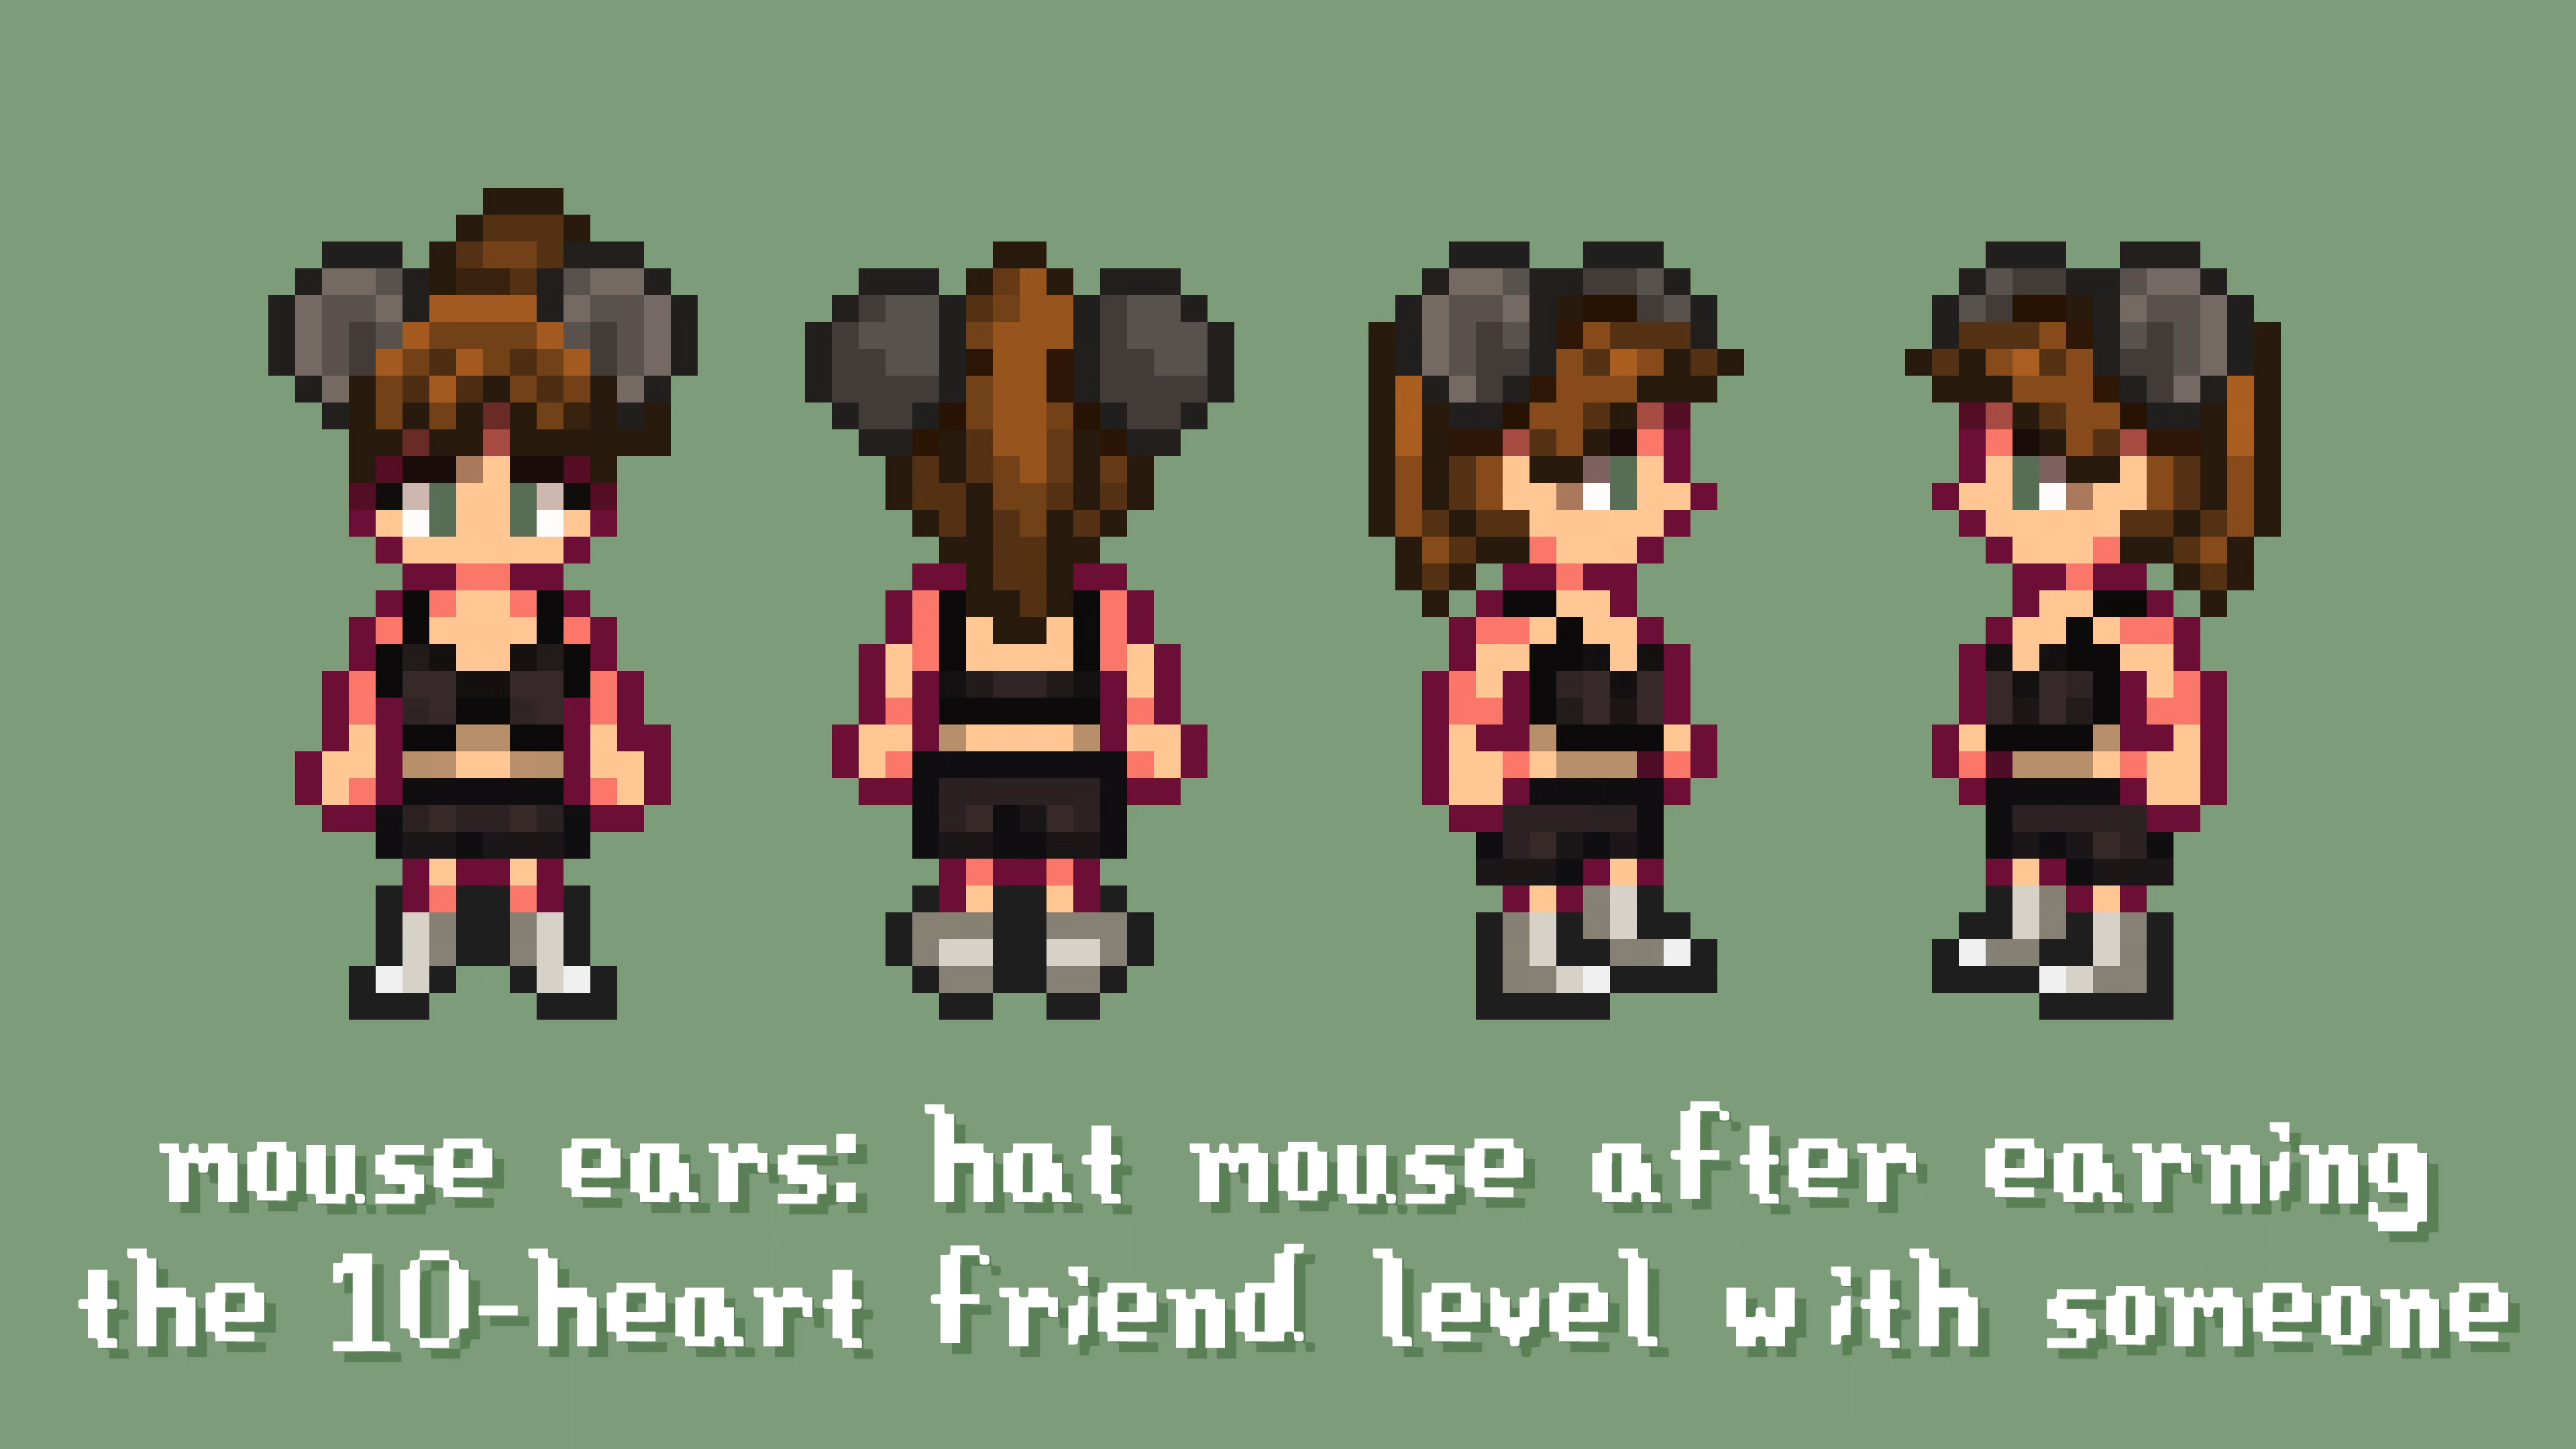 mouse ears: hat mouse after earning
the 10-heart friend level with someone